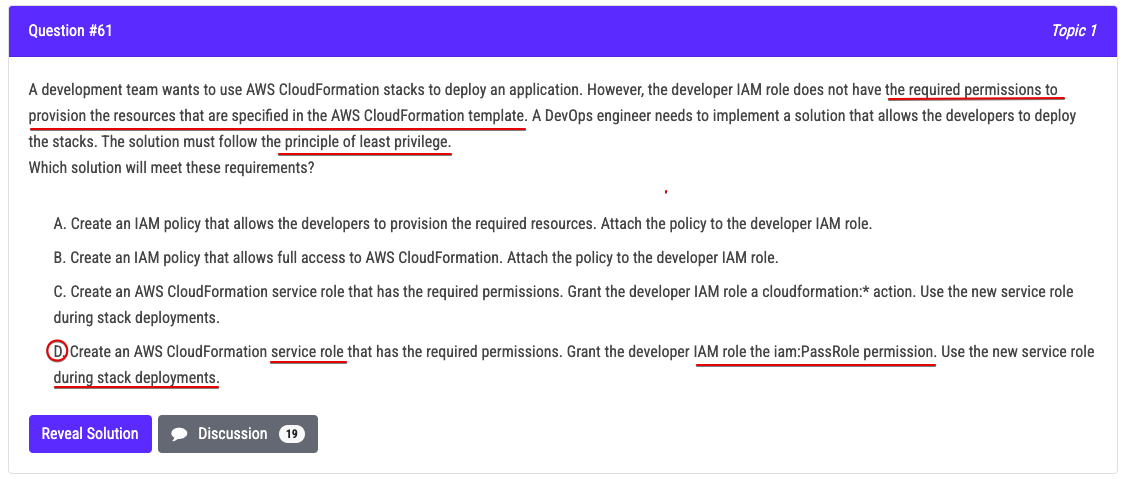 Question #61
Topic 1
A development team wants to use AWS CloudFormation stacks to deploy an application. However, the developer IAM role does not have the required permissions to
provision the resources that are specified in the AWS CloudFormation template. A DevOps engineer needs to implement a solution that allows the developers to deploy
the stacks. The solution must follow the principle of least privilege.
Which solution will meet these requirements?
A. Create an IAM policy that allows the developers to provision the required resources. Attach the policy to the developer IAM role.
B. Create an IAM policy that allows full access to AWS CloudFormation. Attach the policy to the developer IAM role.
C. Create an AWS CloudFormation service role that has the required permissions. Grant the developer IAM role a cloudformation:* action. Use the new service role
during stack deployments.
D. Create an AWS CloudFormation service role that has the required permissions. Grant the developer IAM role the iam:PassRole permission. Use the new service role
during stack deployments.
Reveal Solution
Discussion 19